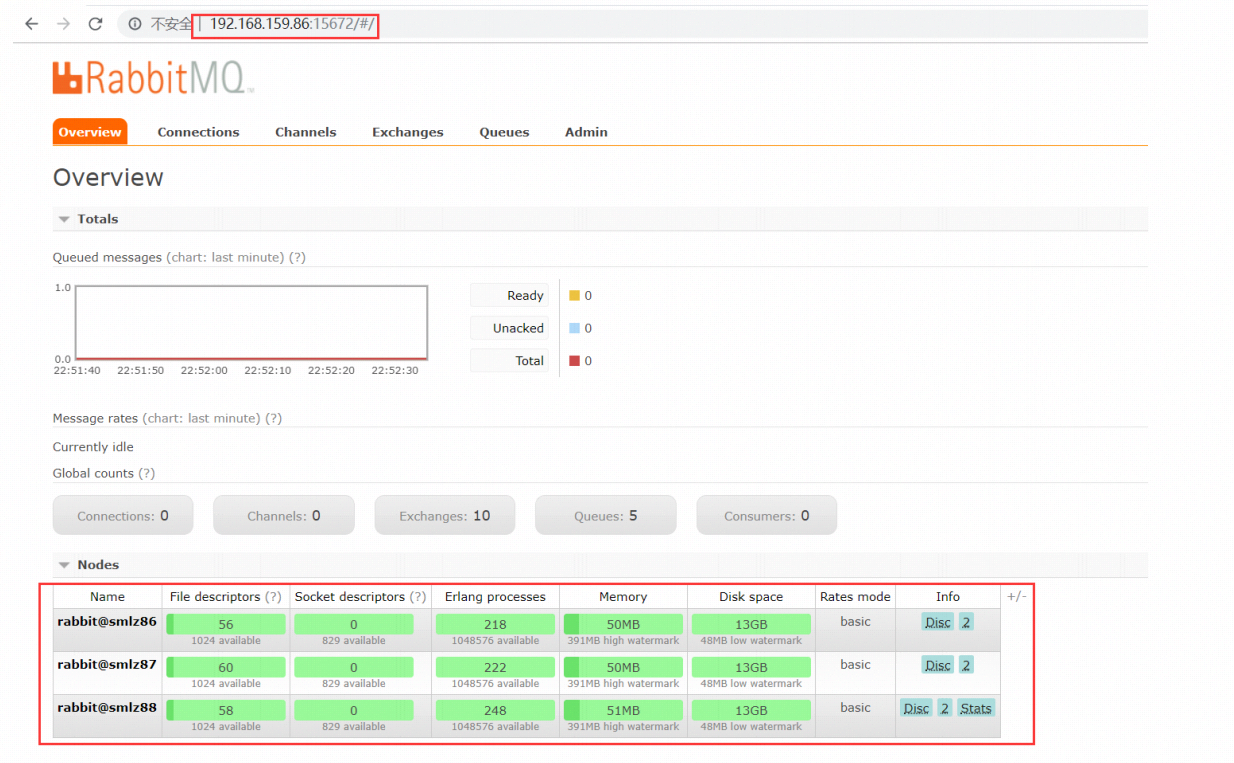 不安全 | 192.168.159.86:15672/#/
RabbitMQ TM
Overview Connections Channels Exchanges Queues Admin
Overview
Totals
Queued messages (chart: last minute) (?)
1.0
0.0
22:51:40 22:51:50 22:52:00 22:52:10 22:52:20 22:52:30
Ready 0
Unacked 0
Total 0
Message rates (chart: last minute) (?)
Currently idle
Global counts (?)
Connections: 0 Channels: 0 Exchanges: 10 Queues: 5 Consumers: 0
Nodes
Name File descriptors (?) Socket descriptors (?) Erlang processes Memory Disk space Rates mode Info +/-
rabbit@smlz86 56 0 218 50MB 13GB basic Disc 2
1024 available 829 available 1048576 available 391MB high watermark 48MB low watermark
rabbit@smlz87 60 0 222 50MB 13GB basic Disc 2
1024 available 829 available 1048576 available 391MB high watermark 48MB low watermark
rabbit@smlz88 58 0 248 51MB 13GB basic Disc 2 Stats
1024 available 829 available 1048576 available 391MB high watermark 48MB low watermark